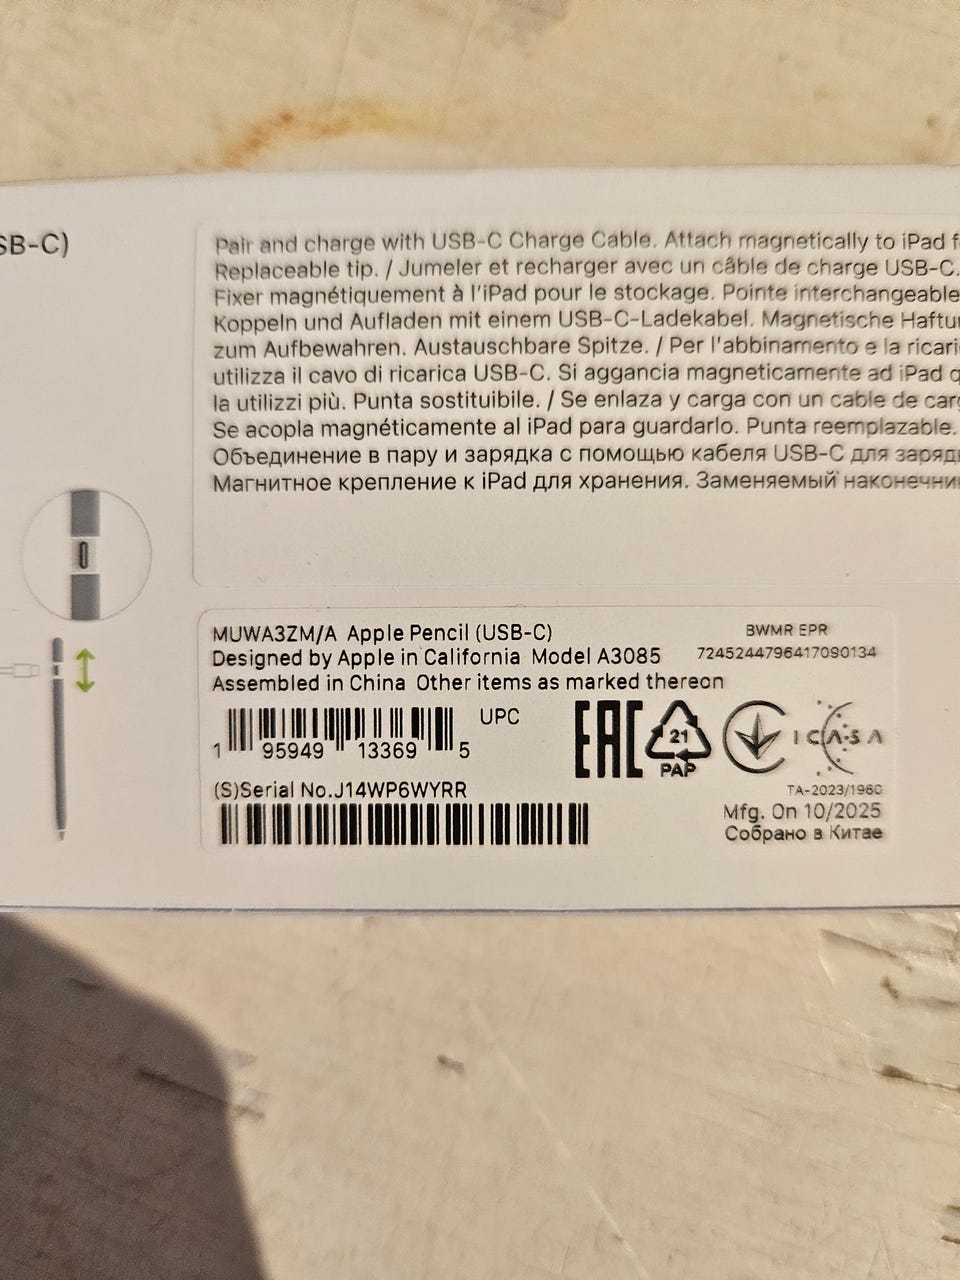 SB-C)
Pair and charge with USB-C Charge Cable. Attach magnetically to iPad f
Replaceable tip. / Jumeler et recharger avec un câble de charge USB-C.
Fixer magnétiquement à l'iPad pour le stockage. Pointe interchangeable
Koppeln und Aufladen mit einem USB-C-Ladekabel. Magnetische Haftu
zum Aufbewahren. Austauschbare Spitze. / Per l'abbinamento e la ricari
utilizza il cavo di ricarica USB-C. Si aggancia magneticamente ad iPad q
la utilizzi più. Punta sostituibile. / Se enlaza y carga con un cable de carg
Se acopla magnéticamente al iPad para guardarlo. Punta reemplazable.
Объединение в пару и зарядка с помощью кабеля USB-C для заряд
Магнитное крепление к iPad для хранения. Заменяемый наконечни
MUWA3ZM/A Apple Pencil (USB-C)
BWMR EPR
Designed by Apple in California Model A3085
7245244796417090134
Assembled in China Other items as marked thereon
UPC
1 95949 13369 5
EAC
21
PAP
ICASA
(S)Serial No.J14WP6WYRR
TA-2023/1960
Mfg. On 10/2025
Собрано в Китае